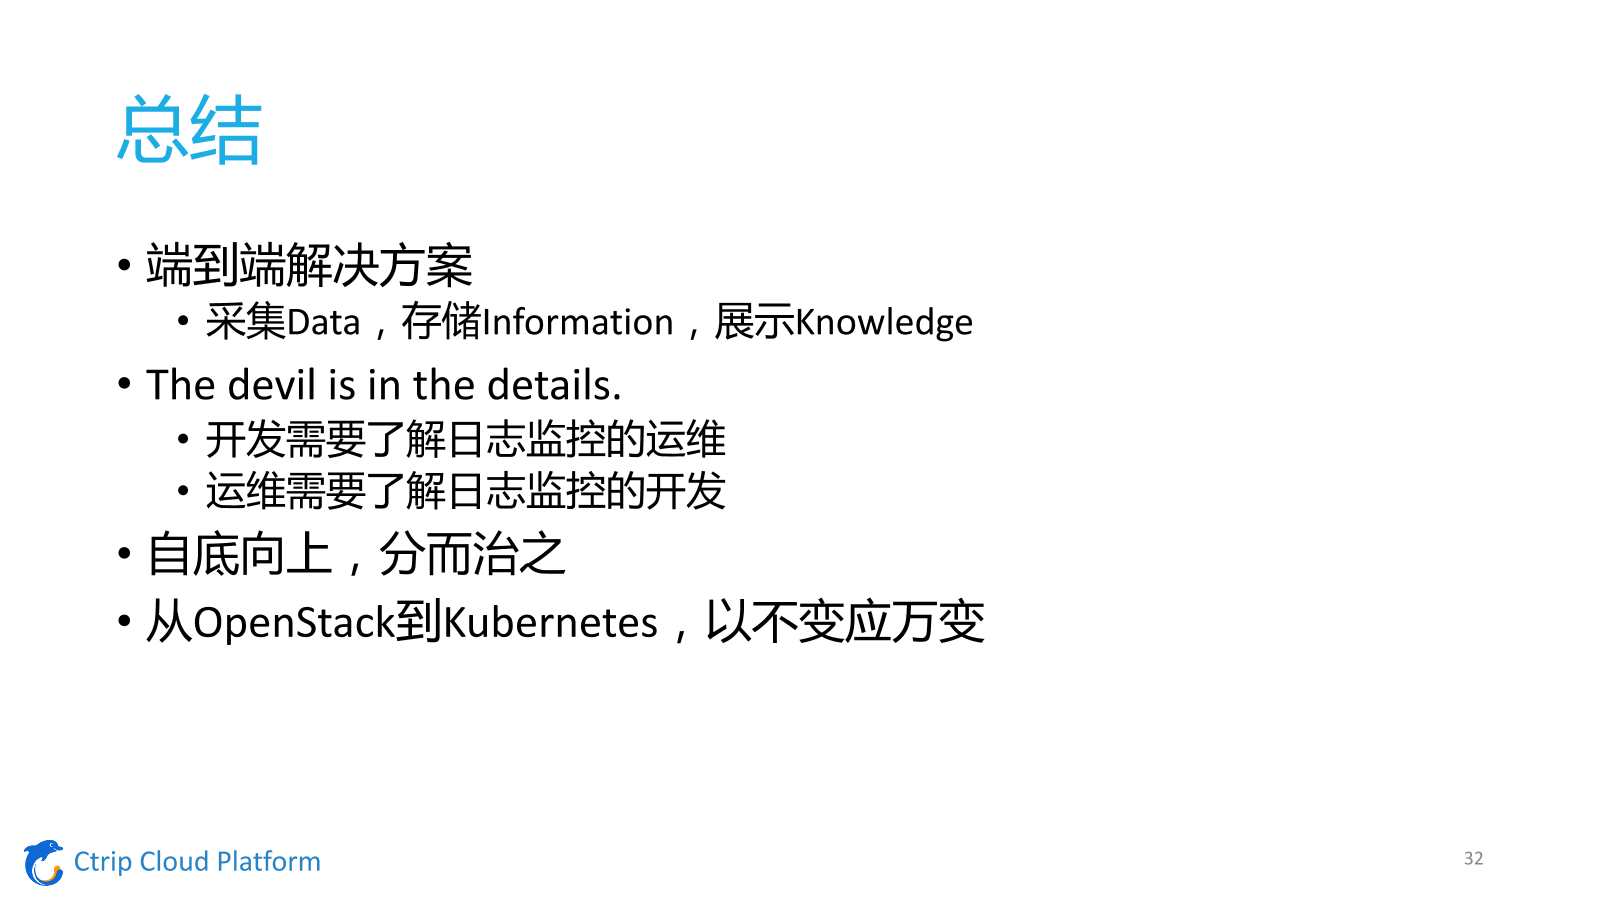 总结
• 端到端解决方案
• 采集Data，存储Information，展示Knowledge
• The devil is in the details.
• 开发需要了解日志监控的运维
• 运维需要了解日志监控的开发
• 自底向上，分而治之
• 从OpenStack到Kubernetes，以不变应万变
Ctrip Cloud Platform
32